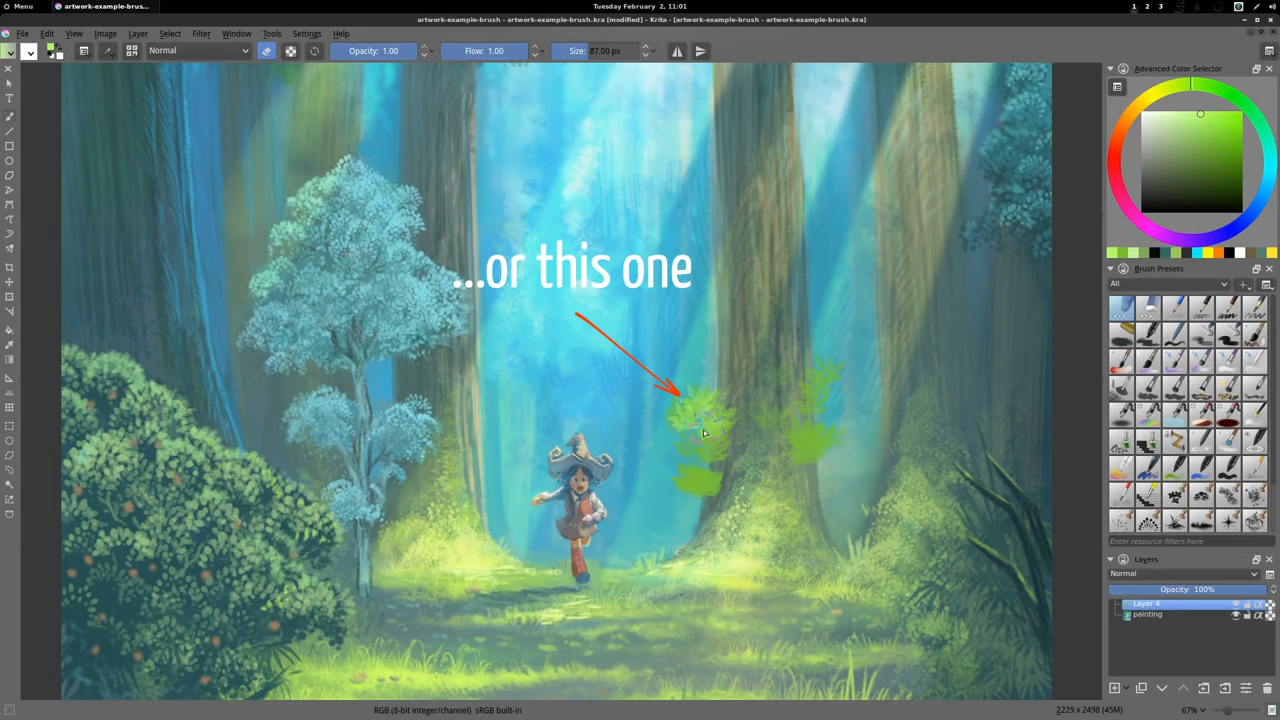 Menu
artwork-example-brus...
Tuesday February 2, 11:01
1 2 3
artwork-example-brush - artwork-example-brush.kra [modified] - Krita - [artwork-example-brush - artwork-example-brush.kra]
File Edit View Image Layer Select Filter Window Tools Settings Help
Normal
Opacity: 1.00
Flow: 1.00
Size: 87.00 px
Advanced Color Selector
...or this one
Brush Presets
All
Enter resource filters here
Layers
Normal
Opacity: 100%
Layer 4
painting
RGB (8-bit integer/channel) sRGB built-in
2229 x 2498 (45M)
67%